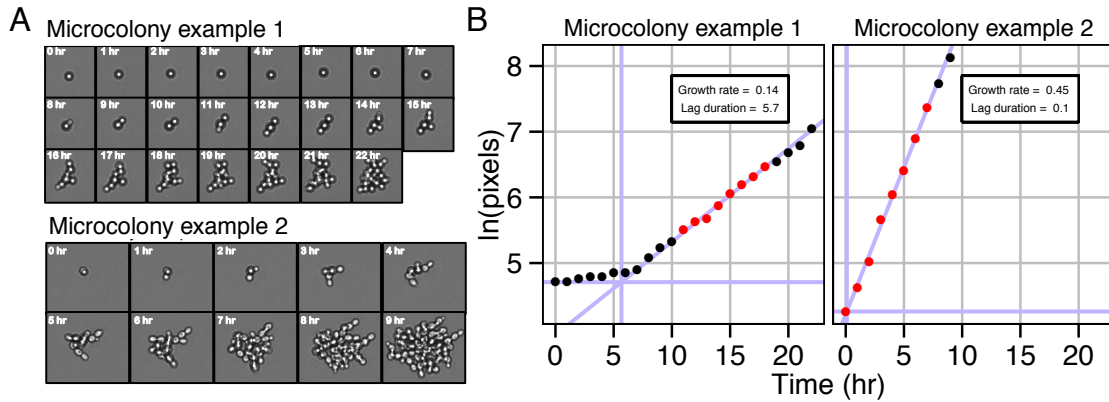 A
Microcolony example 1
0 hr 1 hr 2 hr 3 hr 4 hr 5 hr 6 hr 7 hr
8 hr 9 hr 10 hr 11 hr 12 hr 13 hr 14 hr 15 hr
16 hr 17 hr 18 hr 19 hr 20 hr 21 hr 22 hr
Microcolony example 2
0 hr 1 hr 2 hr 3 hr 4 hr
5 hr 6 hr 7 hr 8 hr 9 hr
B
Microcolony example 1 Microcolony example 2
Growth rate = 0.14
Lag duration = 5.7
Growth rate = 0.45
Lag duration = 0.1
8
7
6
5
ln(pixels)
0 5 10 15 20 0 5 10 15 20
Time (hr)